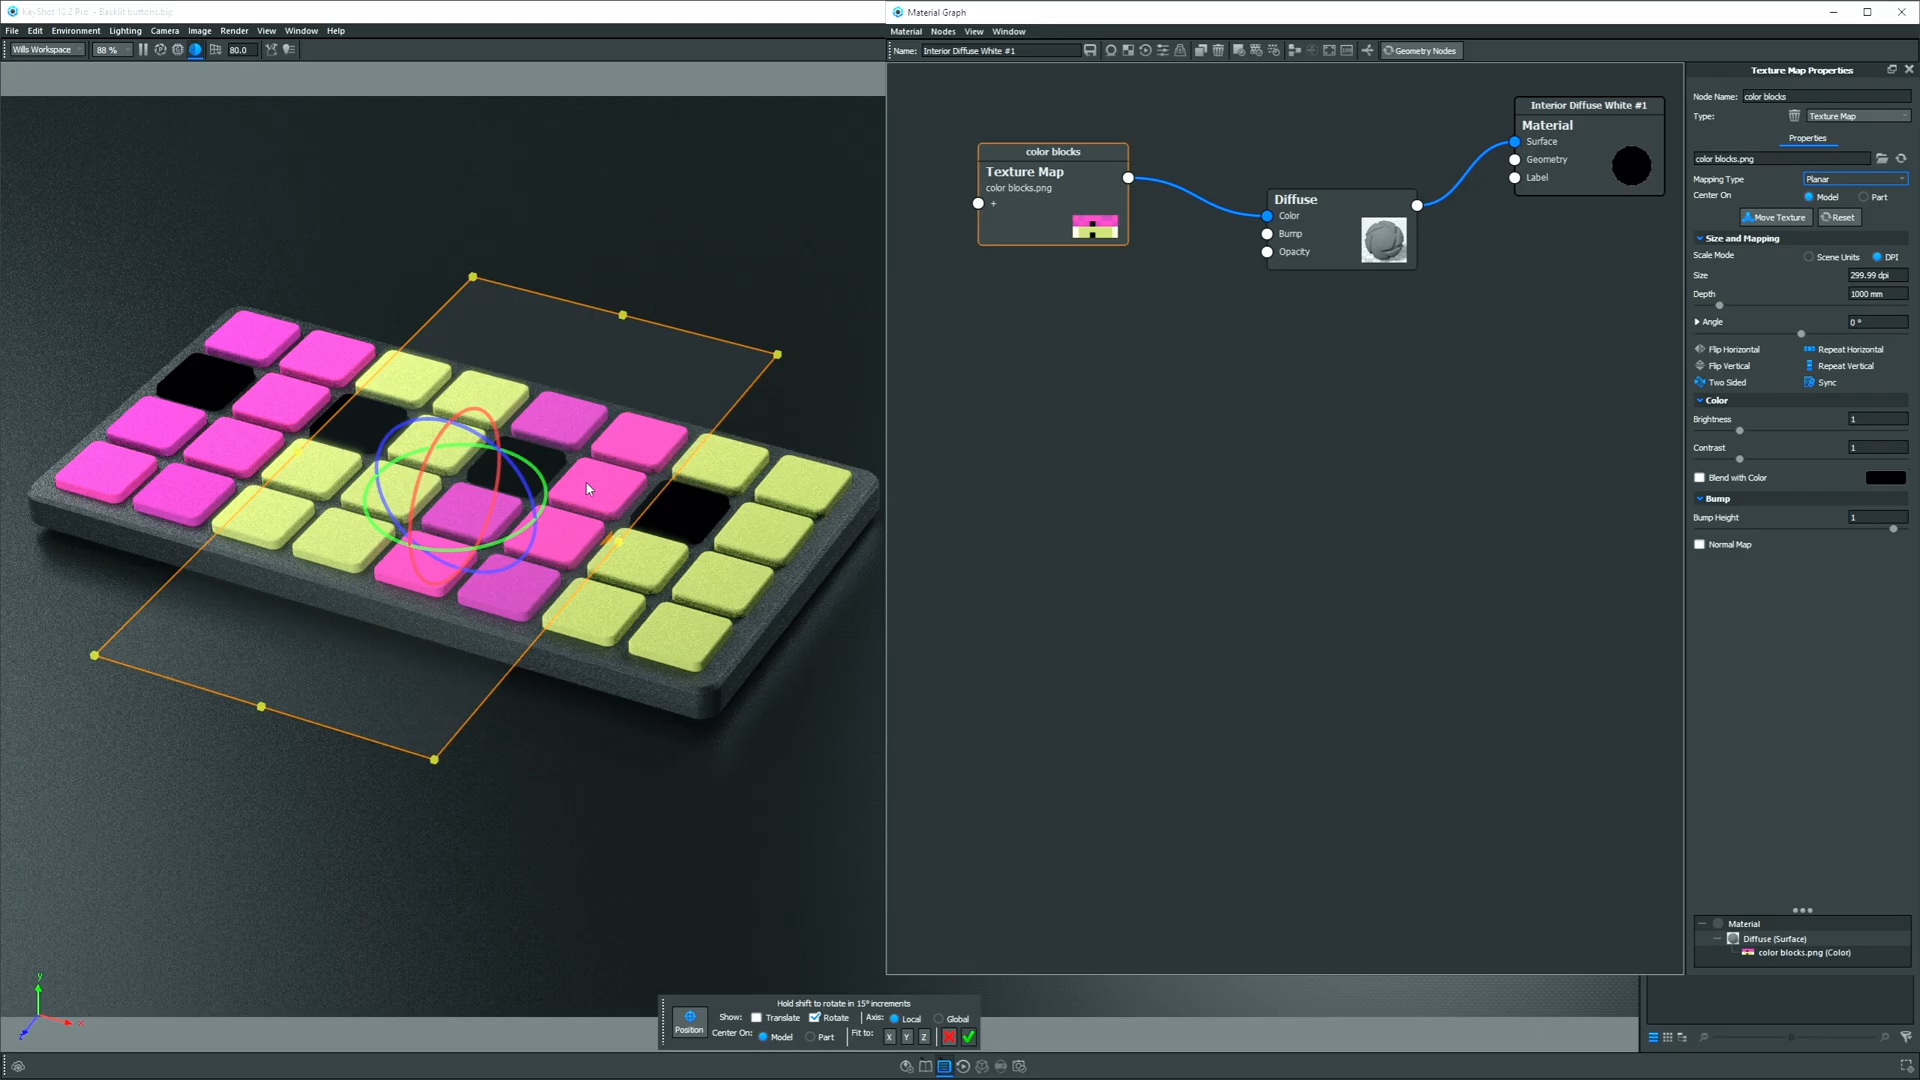 KeyShot 10.2 Pro - Backlit buttons.bip
File Edit Environment Lighting Camera Image Render View Window Help
Wills Workspace 88 % 80.0
Material Graph
Material Nodes View Window
Name: Interior Diffuse White #1 Geometry Nodes
color blocks
Texture Map
color blocks.png
+
Diffuse
Color
Bump
Opacity
Interior Diffuse White #1
Material
Surface
Geometry
Label
Texture Map Properties
Node Name: color blocks
Type: Texture Map
Properties
color blocks.png
Mapping Type Planar
Center On Model Part
Move Texture Reset
Size and Mapping
Scale Mode Scene Units DPI
Size 299.99 dpi
Depth 1000 mm
Angle 0 °
Flip Horizontal Repeat Horizontal
Flip Vertical Repeat Vertical
Two Sided Sync
Color
Brightness 1
Contrast 1
Blend with Color
Bump
Bump Height 1
Normal Map
Material
Diffuse (Surface)
color blocks.png (Color)
y
x
z
Hold shift to rotate in 15° increments
Position
Show: Translate Rotate Axis: Local Global
Center On: Model Part Fit to: X Y Z